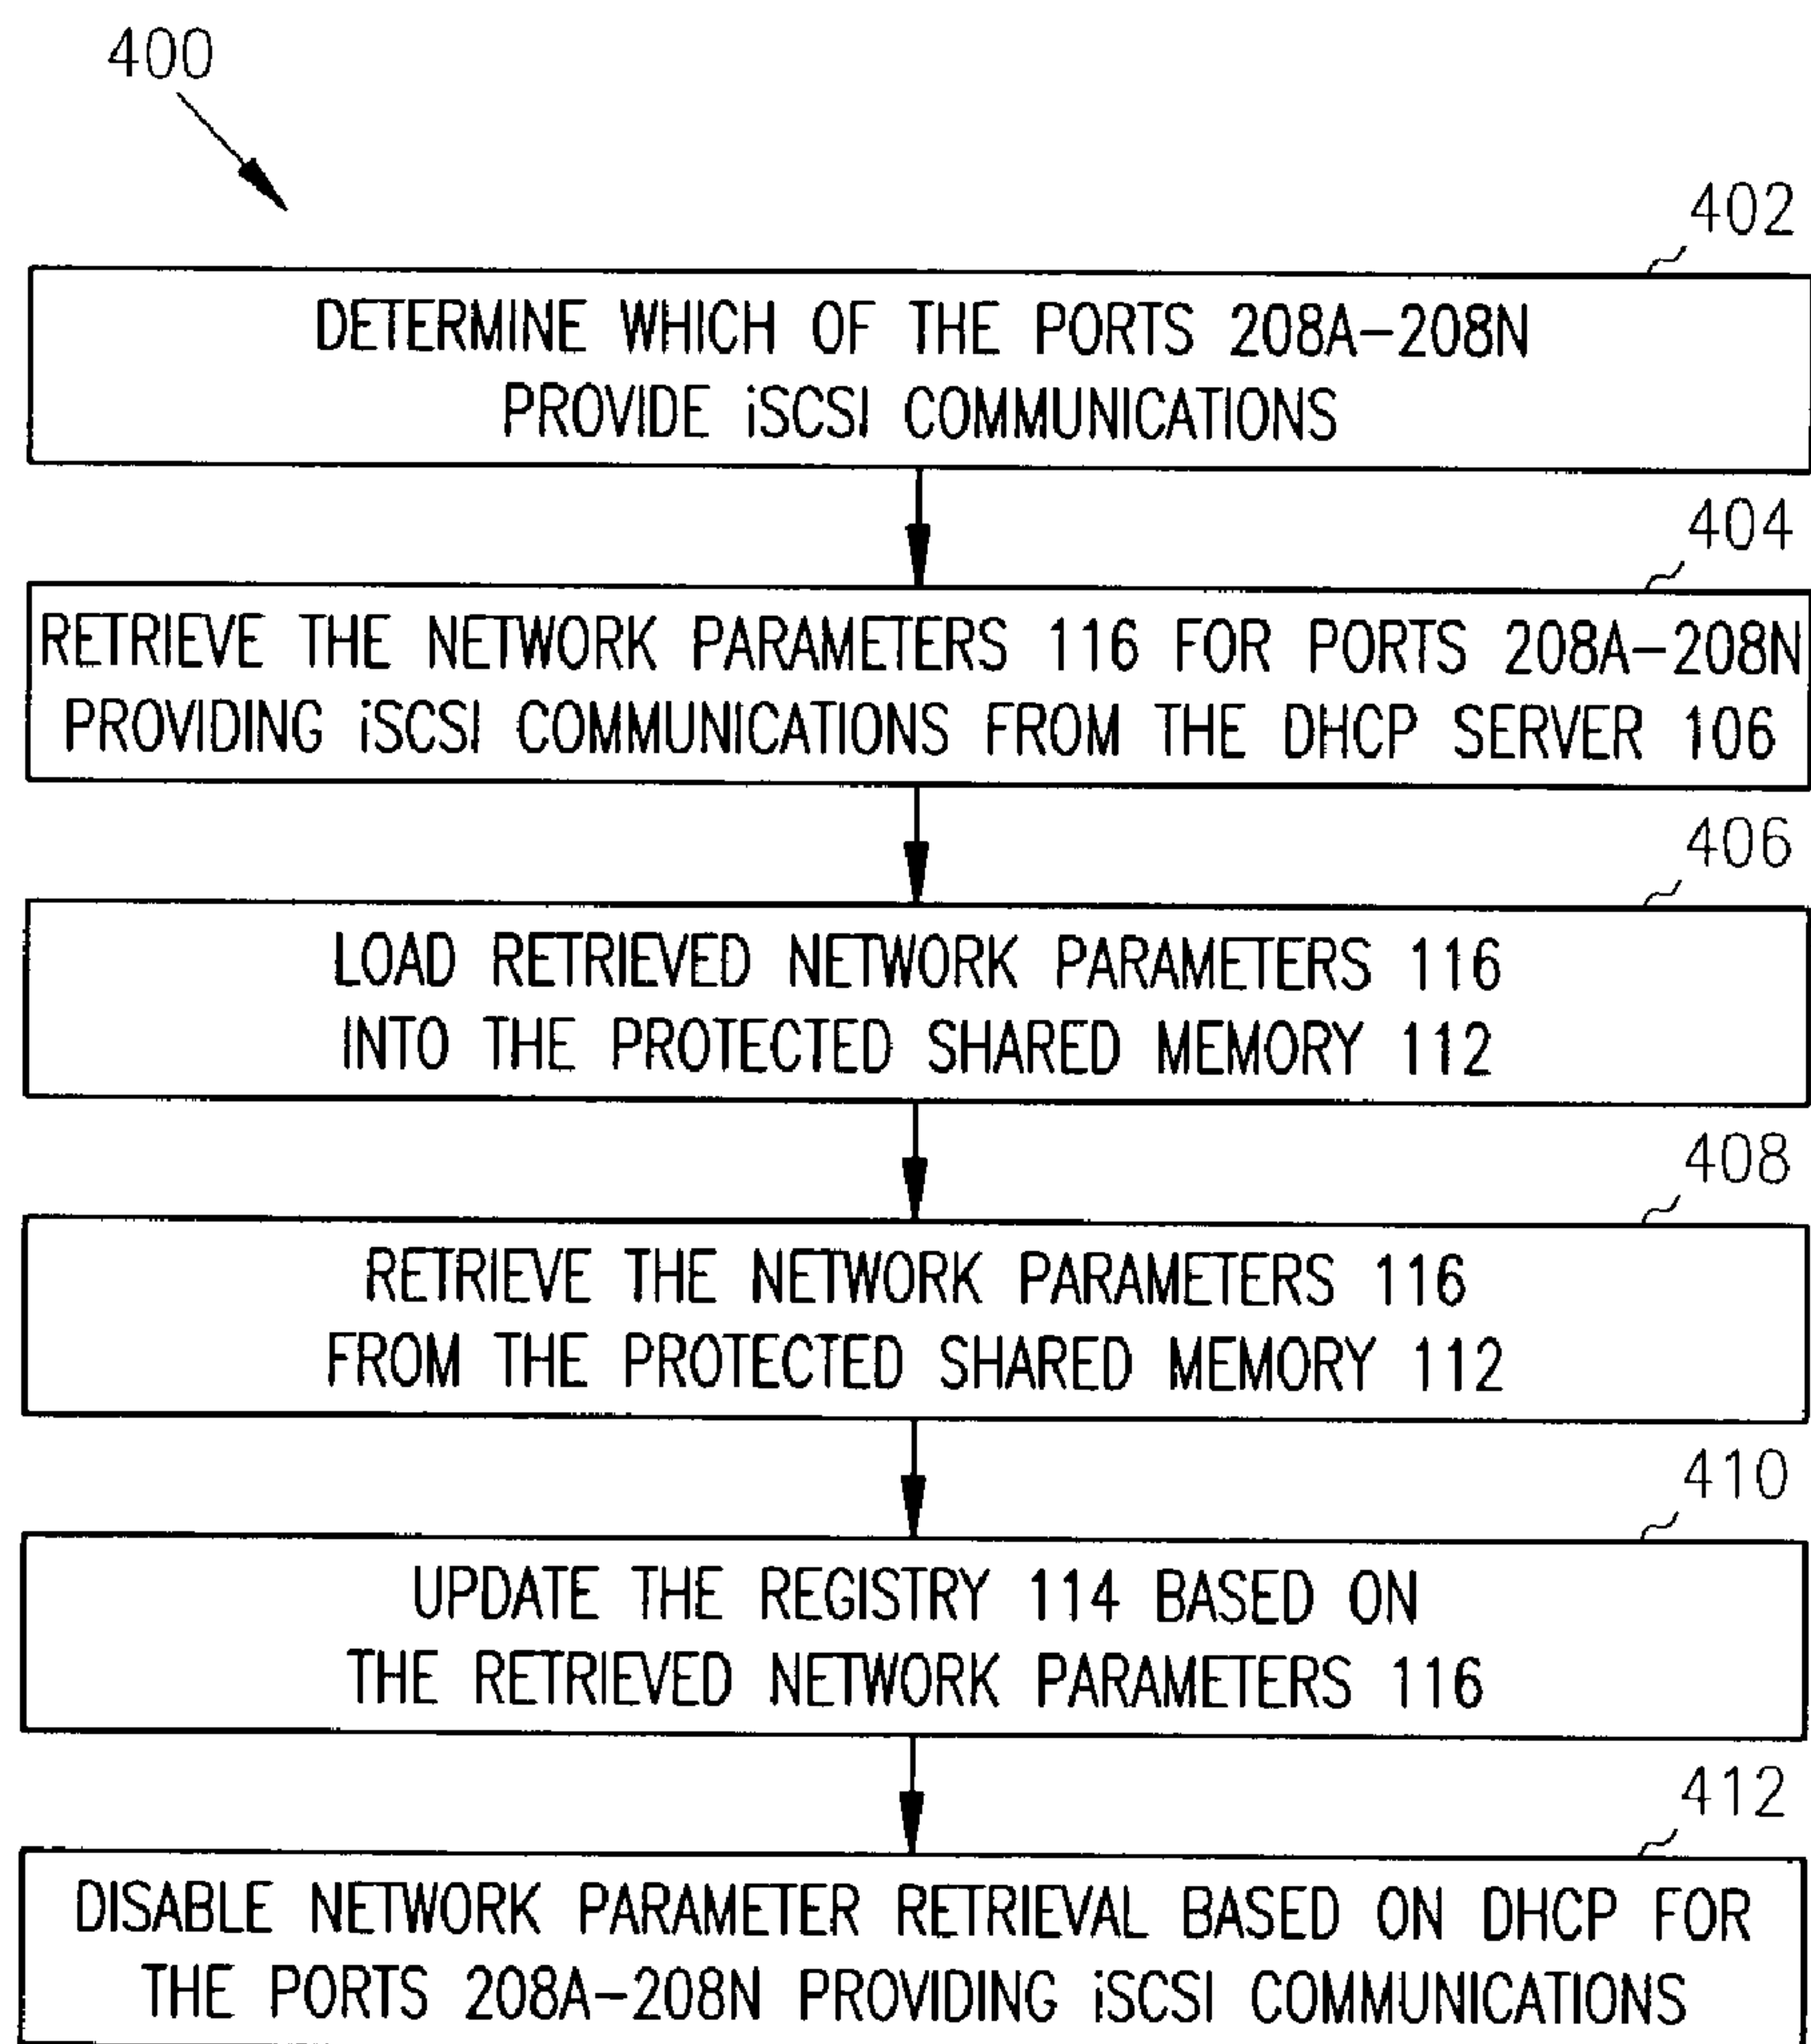 400
402
DETERMINE WHICH OF THE PORTS 208A-208N
PROVIDE iSCSI COMMUNICATIONS
404
RETRIEVE THE NETWORK PARAMETERS 116 FOR PORTS 208A-208N
PROVIDING iSCSI COMMUNICATIONS FROM THE DHCP SERVER 106
406
LOAD RETRIEVED NETWORK PARAMETERS 116
INTO THE PROTECTED SHARED MEMORY 112
408
RETRIEVE THE NETWORK PARAMETERS 116
FROM THE PROTECTED SHARED MEMORY 112
410
UPDATE THE REGISTRY 114 BASED ON
THE RETRIEVED NETWORK PARAMETERS 116
412
DISABLE NETWORK PARAMETER RETRIEVAL BASED ON DHCP FOR
THE PORTS 208A-208N PROVIDING iSCSI COMMUNICATIONS